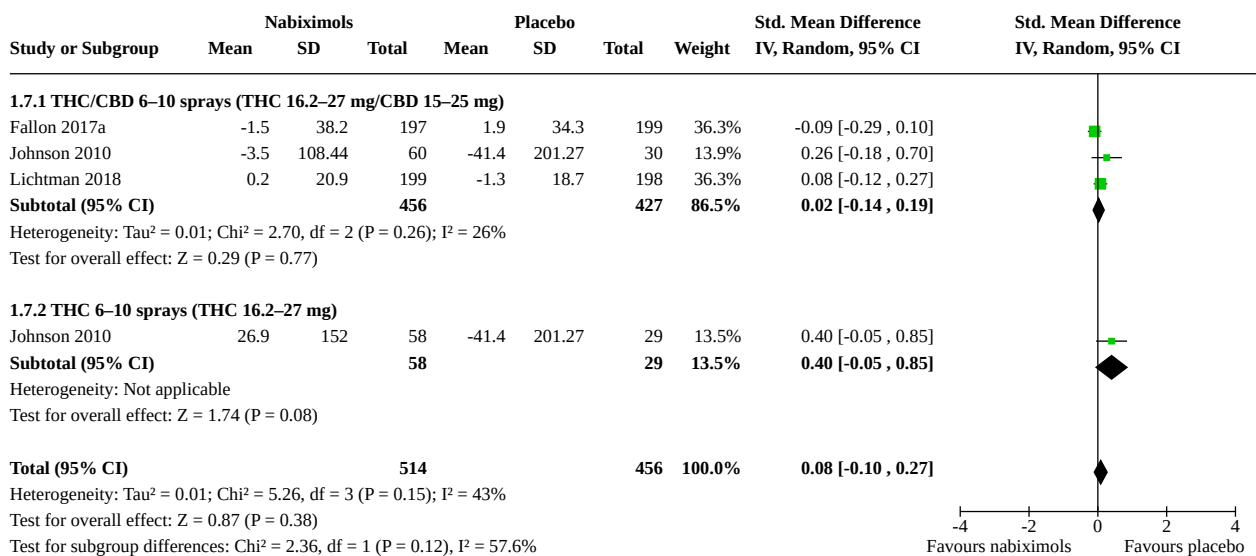 Nabiximols Placebo Std. Mean Difference Std. Mean Difference
Study or Subgroup Mean SD Total Mean SD Total Weight IV, Random, 95% CI IV, Random, 95% CI
1.7.1 THC/CBD 6–10 sprays (THC 16.2–27 mg/CBD 15–25 mg)
Fallon 2017a -1.5 38.2 197 1.9 34.3 199 36.3% -0.09 [-0.29 , 0.10]
Johnson 2010 -3.5 108.44 60 -41.4 201.27 30 13.9% 0.26 [-0.18 , 0.70]
Lichtman 2018 0.2 20.9 199 -1.3 18.7 198 36.3% 0.08 [-0.12 , 0.27]
Subtotal (95% CI) 456 427 86.5% 0.02 [-0.14 , 0.19]
Heterogeneity: Tau² = 0.01; Chi² = 2.70, df = 2 (P = 0.26); I² = 26%
Test for overall effect: Z = 0.29 (P = 0.77)
1.7.2 THC 6–10 sprays (THC 16.2–27 mg)
Johnson 2010 26.9 152 58 -41.4 201.27 29 13.5% 0.40 [-0.05 , 0.85]
Subtotal (95% CI) 58 29 13.5% 0.40 [-0.05 , 0.85]
Heterogeneity: Not applicable
Test for overall effect: Z = 1.74 (P = 0.08)
Total (95% CI) 514 456 100.0% 0.08 [-0.10 , 0.27]
Heterogeneity: Tau² = 0.01; Chi² = 5.26, df = 3 (P = 0.15); I² = 43%
Test for overall effect: Z = 0.87 (P = 0.38)
-4 -2 0 2 4
Test for subgroup differences: Chi² = 2.36, df = 1 (P = 0.12), I² = 57.6% Favours nabiximols Favours placebo